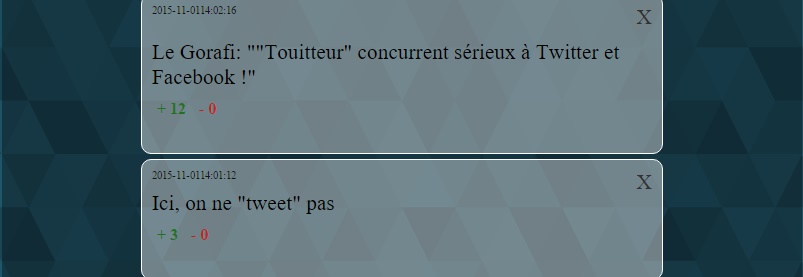 2015-11-0114:02:16
X
Le Gorafi: ""Touitteur" concurrent sérieux à Twitter et
Facebook !"
+ 12 - 0
2015-11-0114:01:12
X
Ici, on ne "tweet" pas
+ 3 - 0